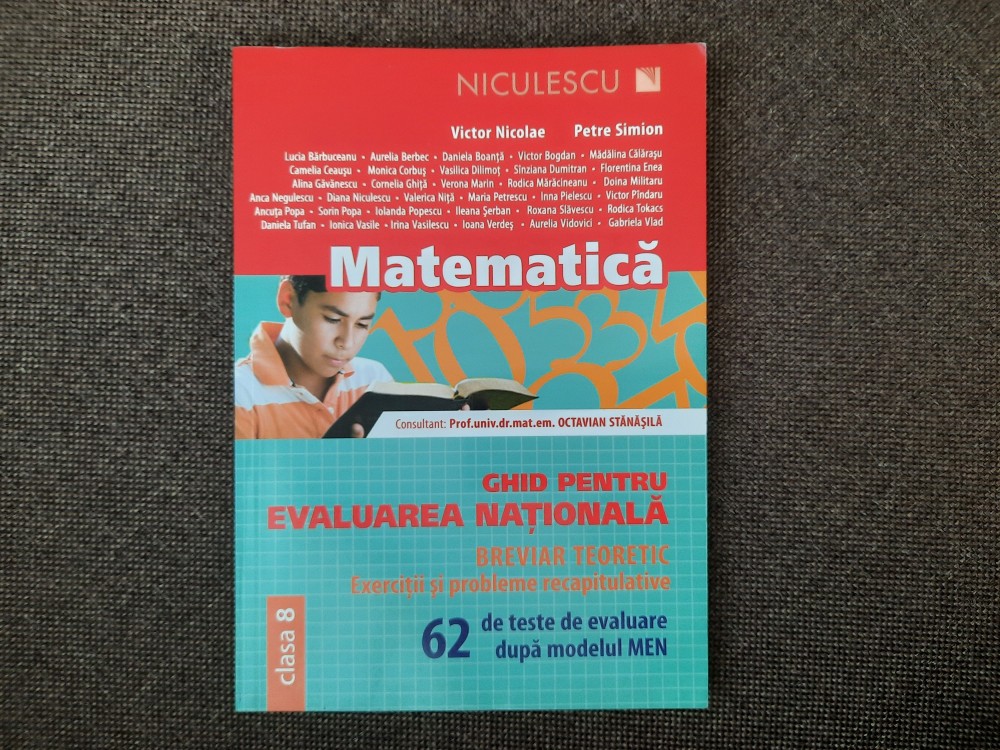 NICULESCU
Victor Nicolae Petre Simion
Lucia Bărbuceanu • Aurelia Berbec • Daniela Boanță • Victor Bogdan • Mădălina Călărașu
Camelia Ceaușu • Monica Corbuș • Vasilica Dilimoț • Sînziana Dumitran • Florentina Enea
Alina Găvănescu • Cornelia Ghiță • Verona Marin • Rodica Mărăcineanu • Doina Militaru
Anca Negulescu • Diana Niculescu • Valerica Niță • Maria Petrescu • Inna Pielescu • Victor Pîndaru
Ancuța Popa • Sorin Popa • Iolanda Popescu • Ileana Șerban • Roxana Slăvescu • Rodica Tokacs
Daniela Tufan • Ionica Vasile • Irina Vasilescu • Ioana Verdeș • Aurelia Vidovici • Gabriela Vlad
Matematică
Consultant: Prof.univ.dr.mat.em. OCTAVIAN STĂNĂȘILĂ
GHID PENTRU
EVALUAREA NAȚIONALĂ
BREVIAR TEORETIC
Exerciții și probleme recapitulative
62 de teste de evaluare
după modelul MEN
clasa 8